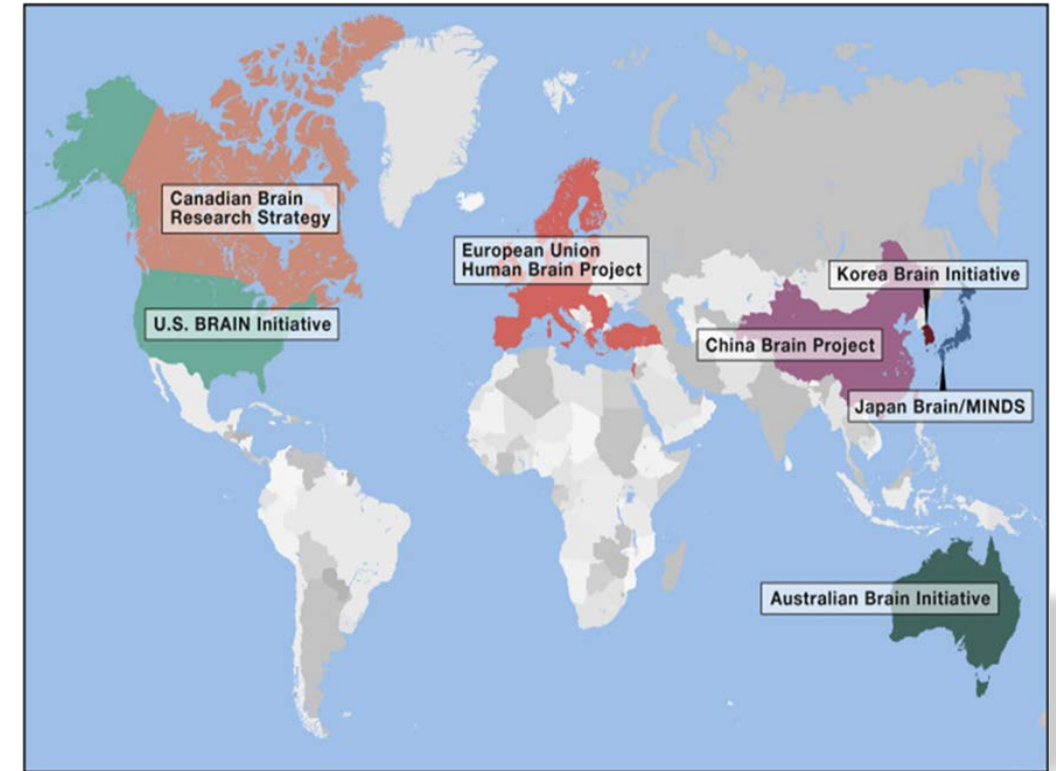 Canadian Brain
Research Strategy
European Union
Human Brain Project
Korea Brain Initiative
U.S. BRAIN Initiative
China Brain Project
Japan Brain/MINDS
Australian Brain Initiative